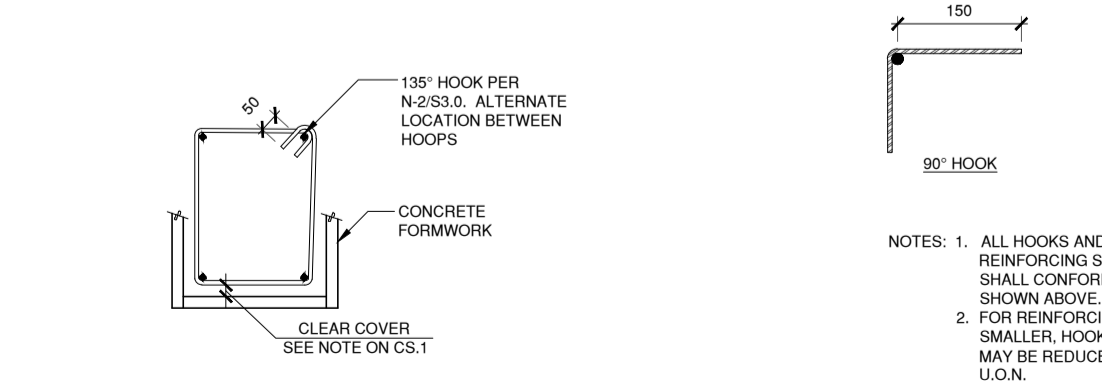 150
50
135° HOOK PER
N-2/S3.0. ALTERNATE
LOCATION BETWEEN
HOOPS
CONCRETE
FORMWORK
CLEAR COVER
SEE NOTE ON CS.1
90° HOOK
NOTES: 1. ALL HOOKS AND
REINFORCING S
SHALL CONFOR
SHOWN ABOVE.
2. FOR REINFORCI
SMALLER, HOOK
MAY BE REDUCE
U.O.N.